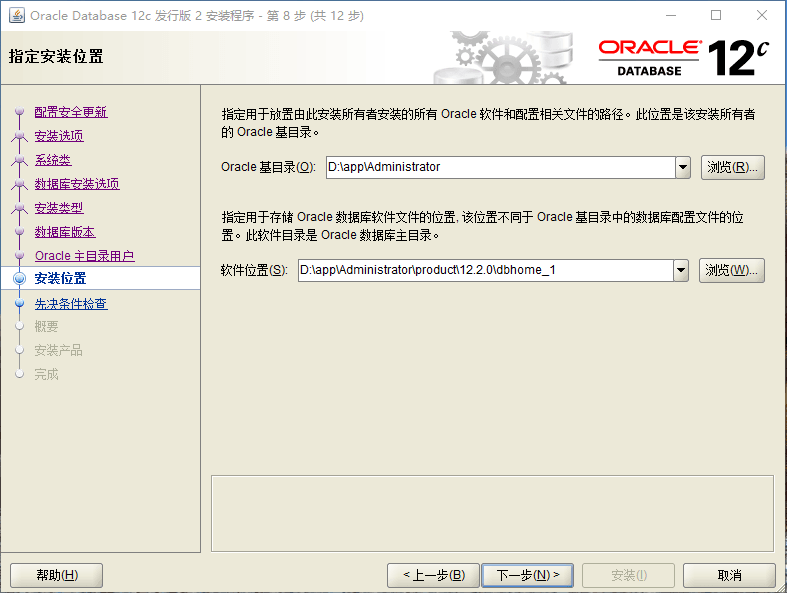 Oracle Database 12c 发行版 2 安装程序 - 第 8 步 (共 12 步)
指定安装位置
ORACLE
DATABASE
12c
配置安全更新
安装选项
系统类
数据库安装选项
安装类型
数据库版本
Oracle 主目录用户
安装位置
先决条件检查
概要
安装产品
完成
指定用于放置由此安装所有者安装的所有 Oracle 软件和配置相关文件的路径。此位置是该安装所有者
的 Oracle 基目录。
Oracle 基目录(O): D:\app\Administrator 浏览(R)...
指定用于存储 Oracle 数据库软件文件的位置, 该位置不同于 Oracle 基目录中的数据库配置文件的位
置。此软件目录是 Oracle 数据库主目录。
软件位置(S): D:\app\Administrator\product\12.2.0\dbhome_1 浏览(W)...
帮助(H) < 上一步(B) 下一步(N) > 安装(I) 取消